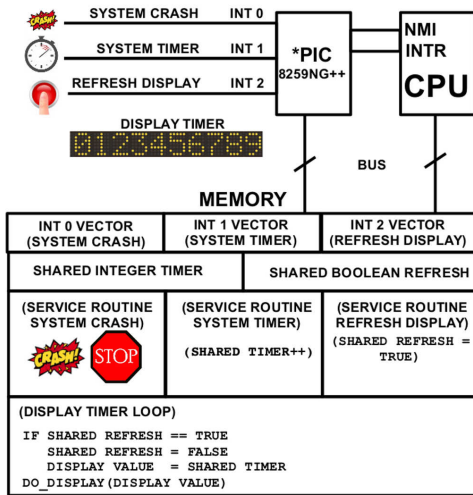 CRASH!
SYSTEM CRASH INT 0
SYSTEM TIMER INT 1
REFRESH DISPLAY INT 2
*PIC
8259NG++
NMI
INTR
CPU
DISPLAY TIMER
0123456789
BUS
MEMORY
INT 0 VECTOR
(SYSTEM CRASH)
INT 1 VECTOR
(SYSTEM TIMER)
INT 2 VECTOR
(REFRESH DISPLAY)
SHARED INTEGER TIMER
SHARED BOOLEAN REFRESH
(SERVICE ROUTINE
SYSTEM CRASH)
CRASH!
STOP
(SERVICE ROUTINE
SYSTEM TIMER)
(SHARED TIMER++)
(SERVICE ROUTINE
REFRESH DISPLAY)
(SHARED REFRESH =
TRUE)
(DISPLAY TIMER LOOP)
IF SHARED REFRESH == TRUE
SHARED REFRESH = FALSE
DISPLAY VALUE = SHARED TIMER
DO_DISPLAY(DISPLAY VALUE)